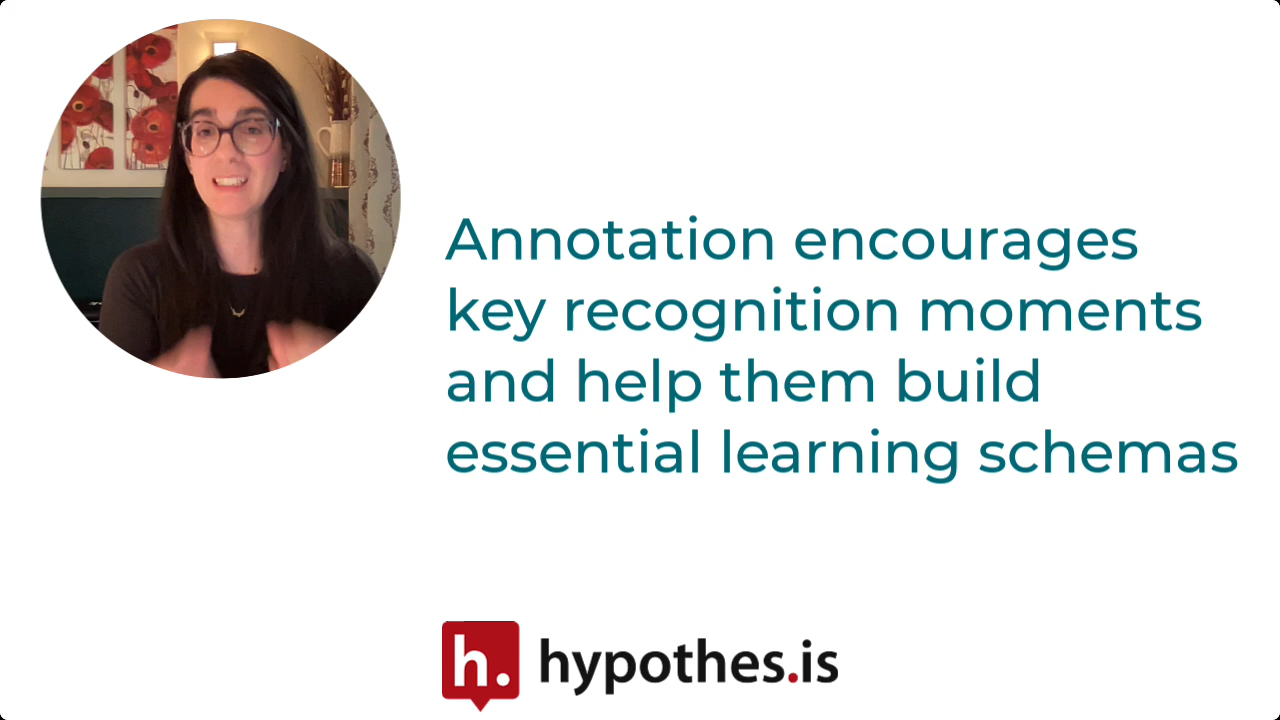 Annotation encourages
key recognition moments
and help them build
essential learning schemas
h. hypothes.is